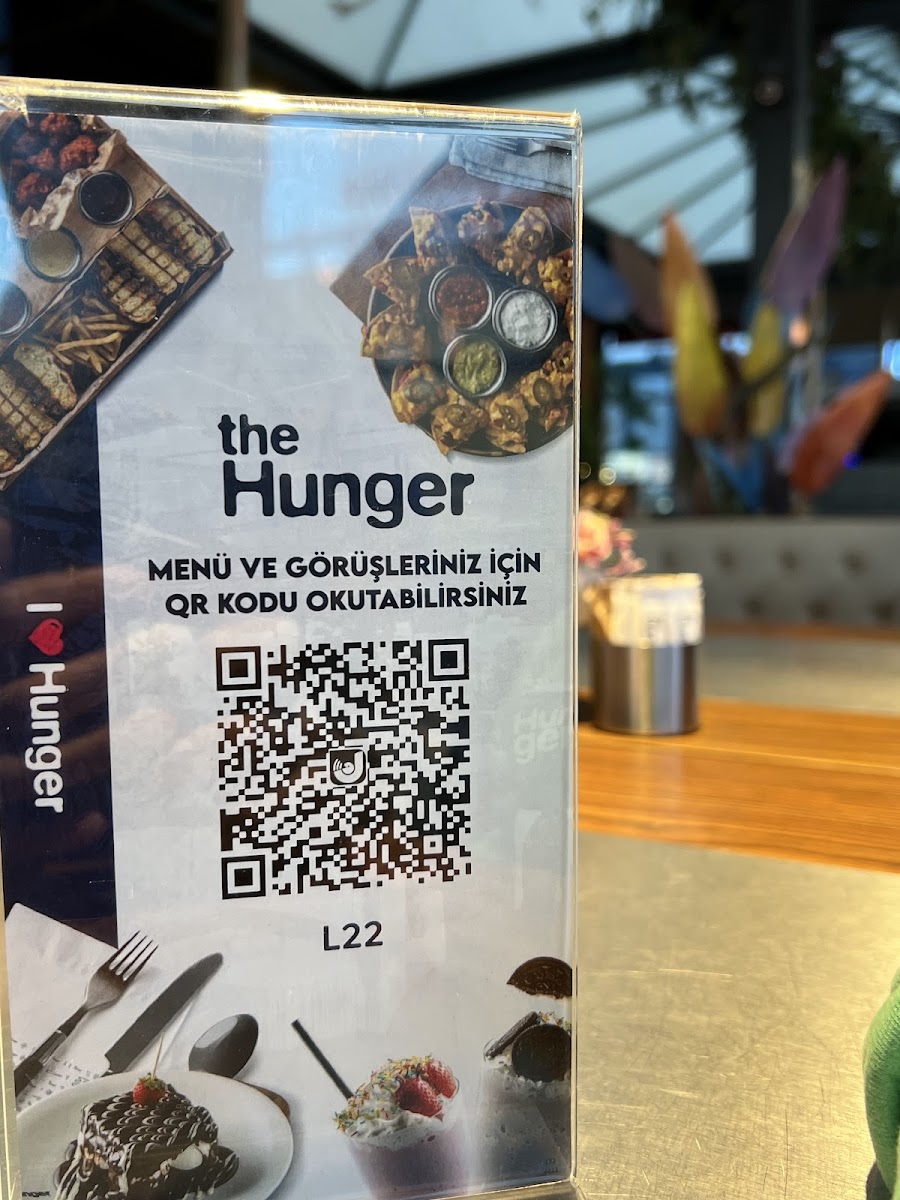 the
Hunger
MENÜ VE GÖRÜŞLERİNİZ İÇİN
QR KODU OKUTABİLİRSİNİZ
I ❤ Hunger
L22